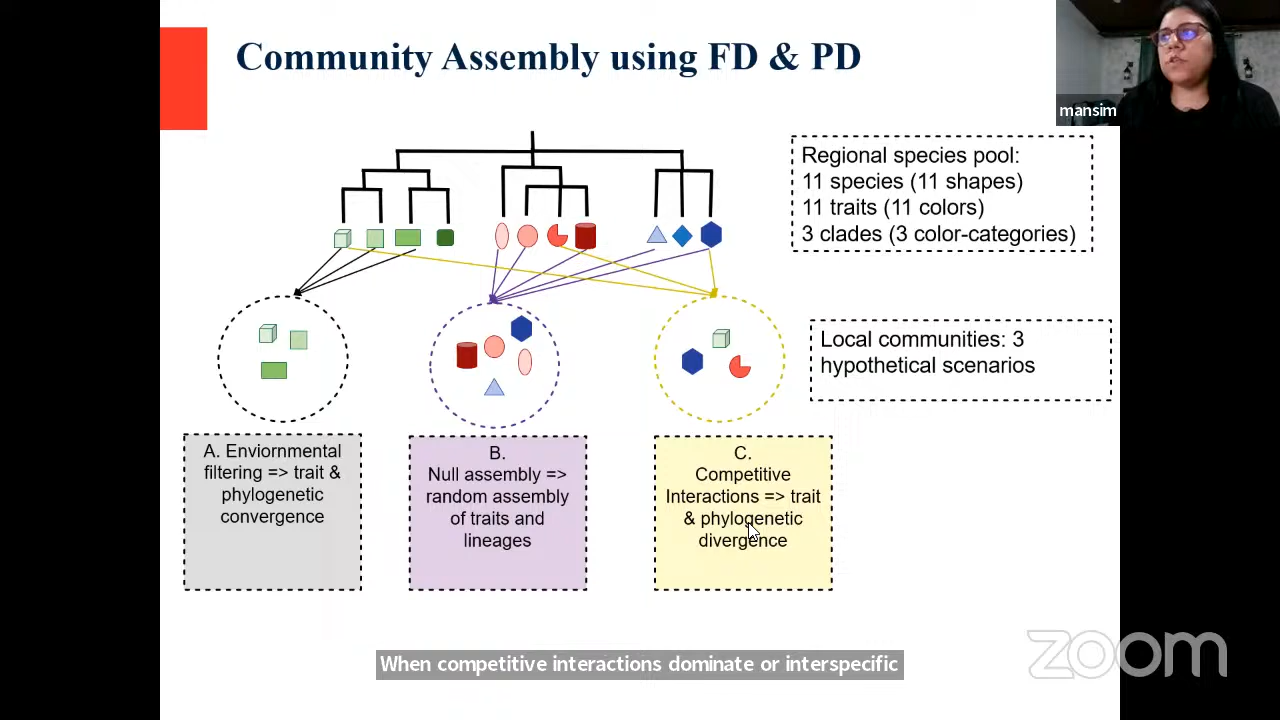 Community Assembly using FD & PD
mansim
Regional species pool:
11 species (11 shapes)
11 traits (11 colors)
3 clades (3 color-categories)
Local communities: 3
hypothetical scenarios
A. Enviornmental
filtering => trait &
phylogenetic
convergence
B.
Null assembly =>
random assembly
of traits and
lineages
C.
Competitive
Interactions => trait
& phylogenetic
divergence
When competitive interactions dominate or interspecific
zoom